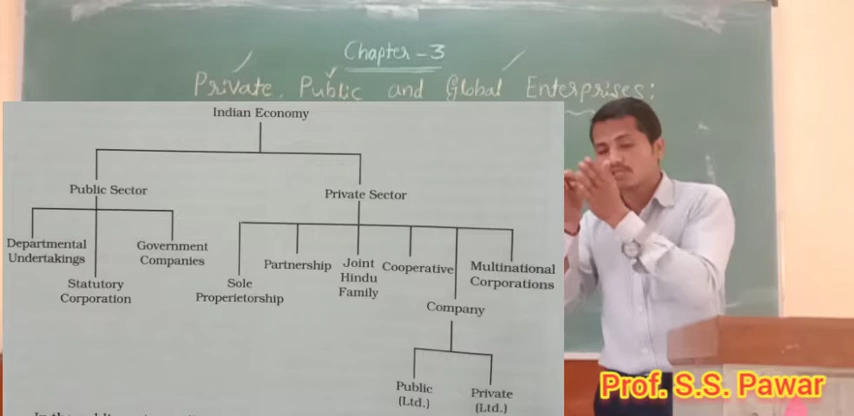 Chapter - 3
Private, Public and Global Enterprises:
Indian Economy
Public Sector
Private Sector
Departmental
Undertakings
Statutory
Corporation
Government
Companies
Sole
Properietorship
Partnership
Joint
Hindu
Family
Cooperative
Company
Multinational
Corporations
Public
(Ltd.)
Private
(Ltd.)
Prof. S.S. Pawar